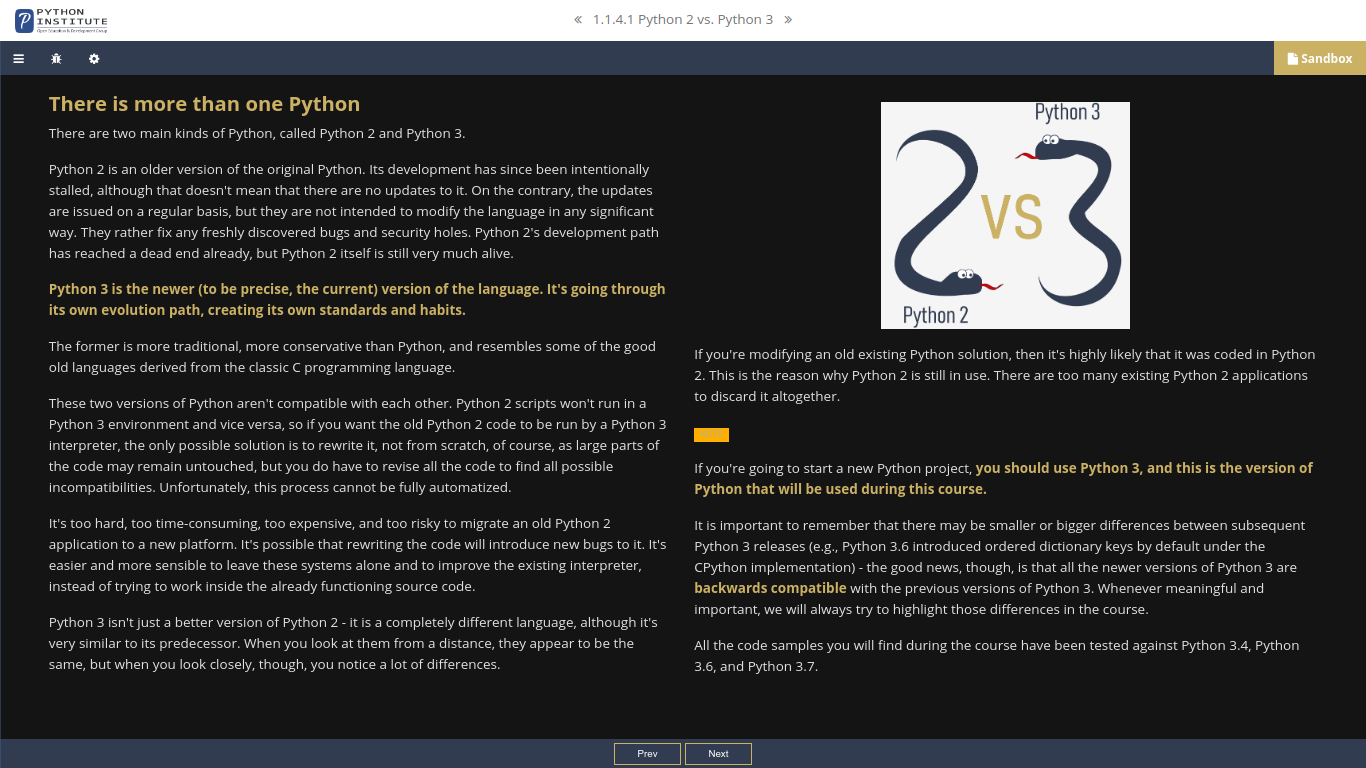 PYTHON
INSTITUTE
Open Education & Development Group
« 1.1.4.1 Python 2 vs. Python 3 »
Sandbox
There is more than one Python
There are two main kinds of Python, called Python 2 and Python 3.
Python 2 is an older version of the original Python. Its development has since been intentionally
stalled, although that doesn't mean that there are no updates to it. On the contrary, the updates
are issued on a regular basis, but they are not intended to modify the language in any significant
way. They rather fix any freshly discovered bugs and security holes. Python 2's development path
has reached a dead end already, but Python 2 itself is still very much alive.
Python 3 is the newer (to be precise, the current) version of the language. It's going through
its own evolution path, creating its own standards and habits.
The former is more traditional, more conservative than Python, and resembles some of the good
old languages derived from the classic C programming language.
These two versions of Python aren't compatible with each other. Python 2 scripts won't run in a
Python 3 environment and vice versa, so if you want the old Python 2 code to be run by a Python 3
interpreter, the only possible solution is to rewrite it, not from scratch, of course, as large parts of
the code may remain untouched, but you do have to revise all the code to find all possible
incompatibilities. Unfortunately, this process cannot be fully automatized.
It's too hard, too time-consuming, too expensive, and too risky to migrate an old Python 2
application to a new platform. It's possible that rewriting the code will introduce new bugs to it. It's
easier and more sensible to leave these systems alone and to improve the existing interpreter,
instead of trying to work inside the already functioning source code.
Python 3 isn't just a better version of Python 2 - it is a completely different language, although it's
very similar to its predecessor. When you look at them from a distance, they appear to be the
same, but when you look closely, though, you notice a lot of differences.
Python 3
VS
Python 2
If you're modifying an old existing Python solution, then it's highly likely that it was coded in Python
2. This is the reason why Python 2 is still in use. There are too many existing Python 2 applications
to discard it altogether.
If you're going to start a new Python project, you should use Python 3, and this is the version of
Python that will be used during this course.
It is important to remember that there may be smaller or bigger differences between subsequent
Python 3 releases (e.g., Python 3.6 introduced ordered dictionary keys by default under the
CPython implementation) - the good news, though, is that all the newer versions of Python 3 are
backwards compatible with the previous versions of Python 3. Whenever meaningful and
important, we will always try to highlight those differences in the course.
All the code samples you will find during the course have been tested against Python 3.4, Python
3.6, and Python 3.7.
Prev
Next